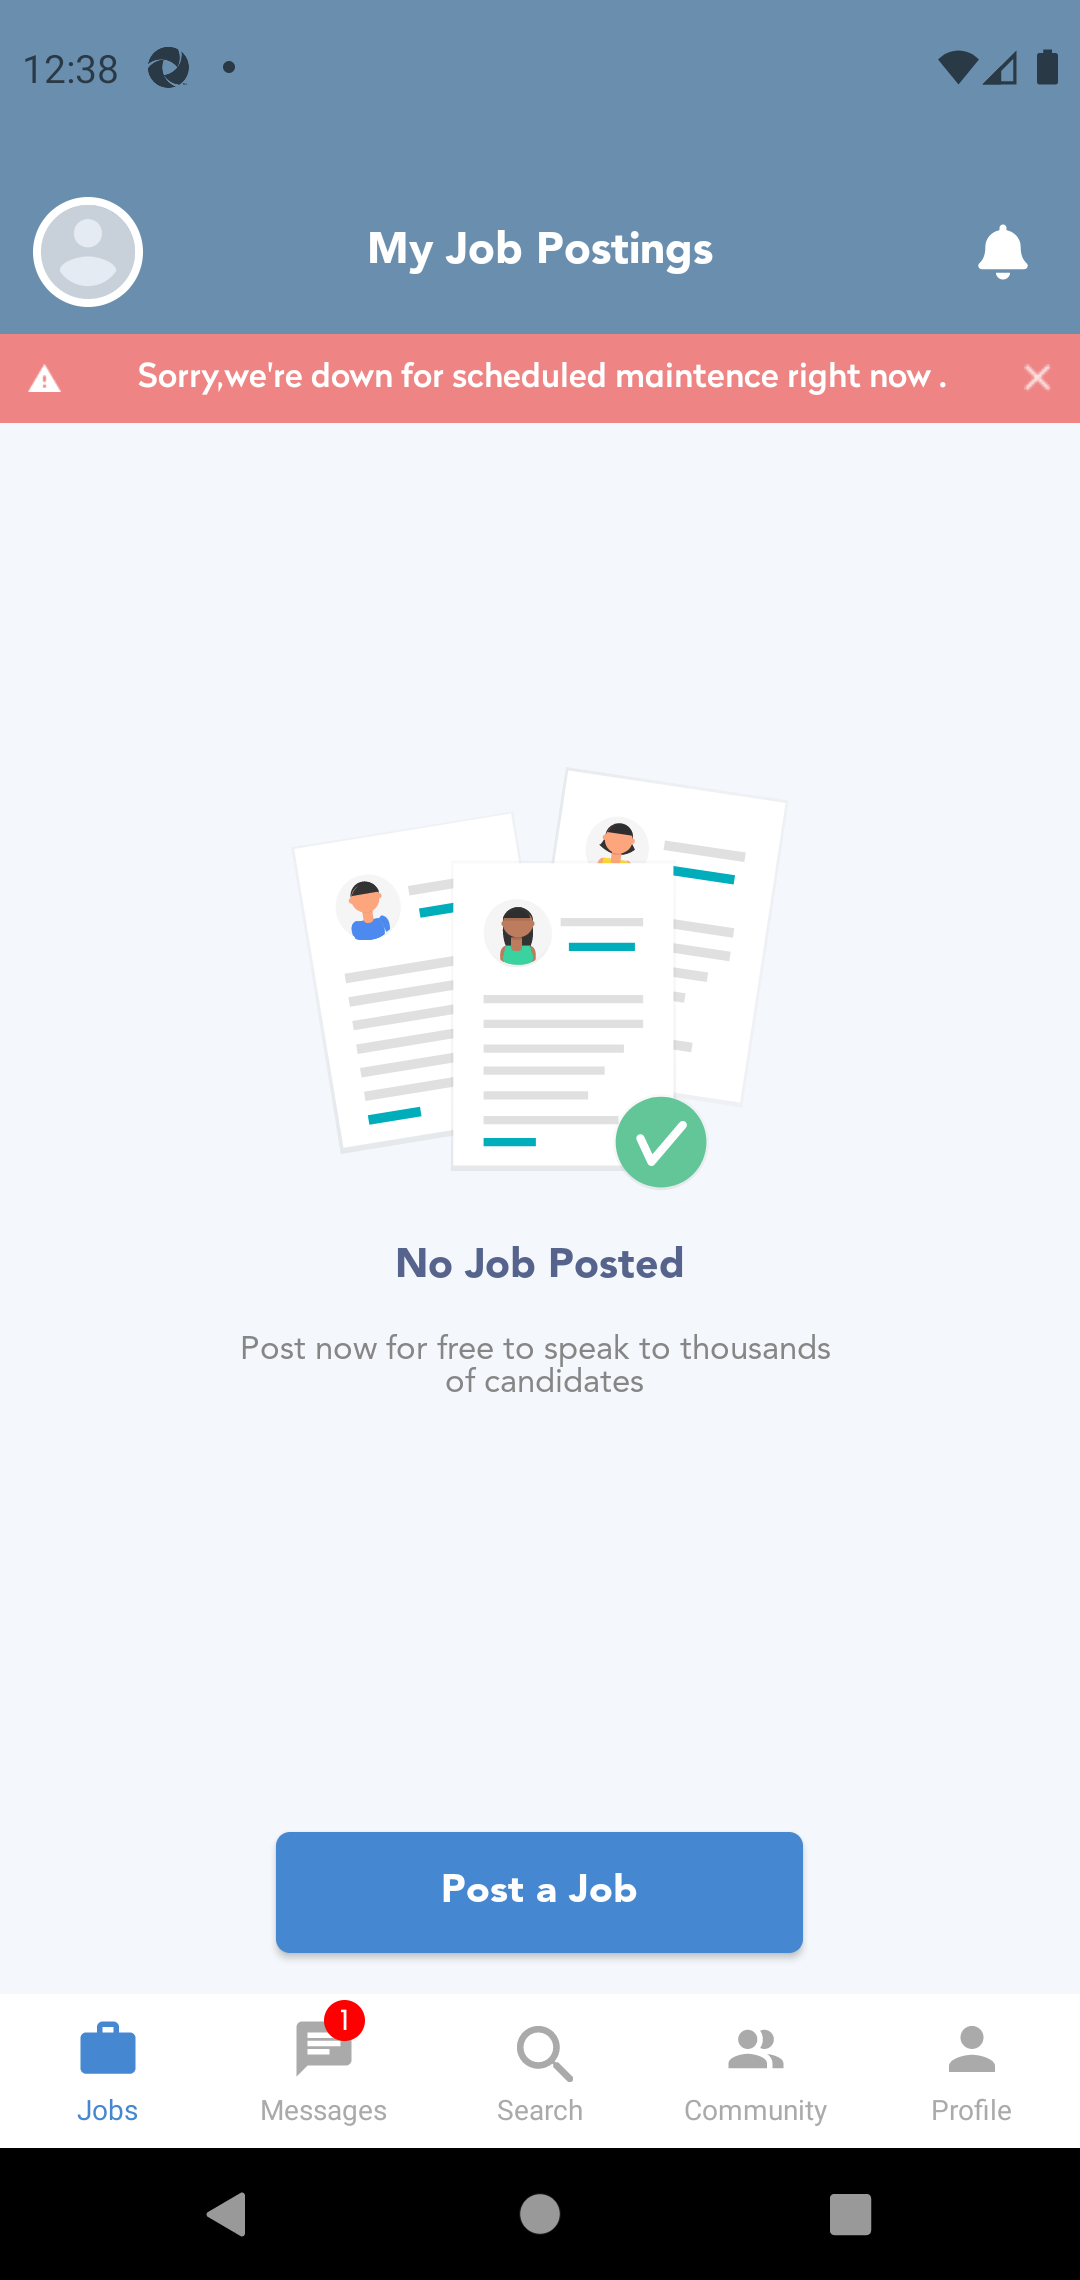 12:38
My Job Postings
Sorry,we're down for scheduled maintence right now .
No Job Posted
Post now for free to speak to thousands
of candidates
Post a Job
1
Jobs
Messages
Search
Community
Profile